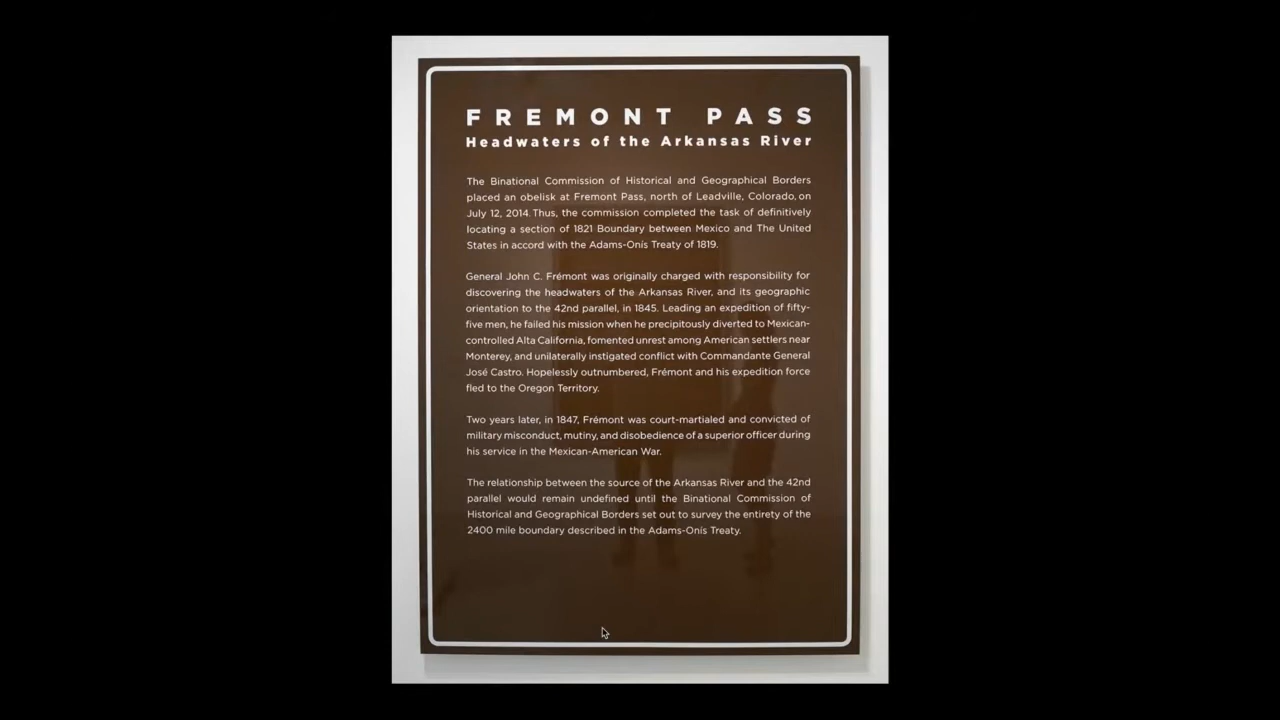 FREMONT PASS
Headwaters of the Arkansas River
The Binational Commission of Historical and Geographical Borders
placed an obelisk at Fremont Pass, north of Leadville, Colorado, on
July 12, 2014. Thus, the commission completed the task of definitively
locating a section of 1821 Boundary between Mexico and The United
States in accord with the Adams-Onís Treaty of 1819.
General John C. Frémont was originally charged with responsibility for
discovering the headwaters of the Arkansas River, and its geographic
orientation to the 42nd parallel, in 1845. Leading an expedition of fifty-
five men, he failed his mission when he precipitously diverted to Mexican-
controlled Alta California, fomented unrest among American settlers near
Monterey, and unilaterally instigated conflict with Commandante General
José Castro. Hopelessly outnumbered, Frémont and his expedition force
fled to the Oregon Territory.
Two years later, in 1847, Frémont was court-martialed and convicted of
military misconduct, mutiny, and disobedience of a superior officer during
his service in the Mexican-American War.
The relationship between the source of the Arkansas River and the 42nd
parallel would remain undefined until the Binational Commission of
Historical and Geographical Borders set out to survey the entirety of the
2400 mile boundary described in the Adams-Onís Treaty.